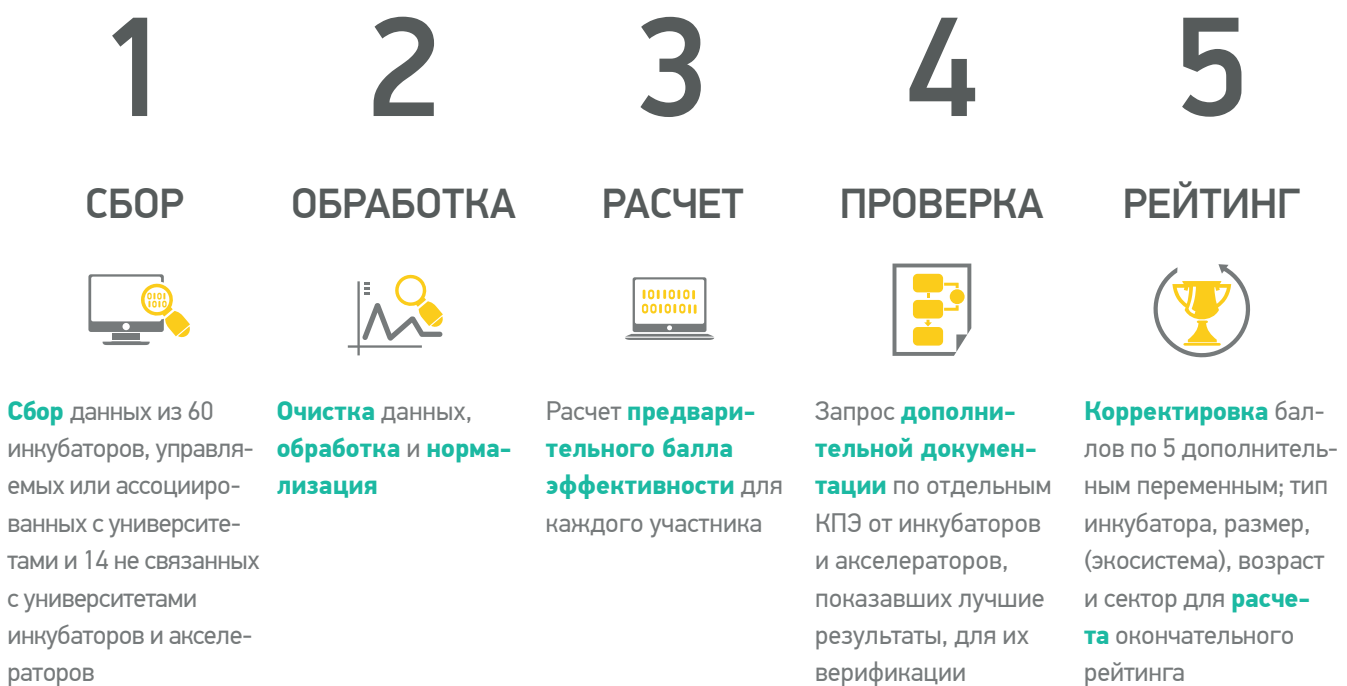 1
СБОР
0101
1010
Сбор данных из 60
инкубаторов, управля-
емых или ассоцииро-
ванных с университе-
тами и 14 не связанных
с университетами
инкубаторов и акселе-
раторов
2
ОБРАБОТКА
Очистка данных,
обработка и норма-
лизация
3
РАСЧЕТ
10110101
00101011
Расчет предвари-
тельного балла
эффективности для
каждого участника
4
ПРОВЕРКА
Запрос дополни-
тельной докумен-
тации по отдельным
КПЭ от инкубаторов
и акселераторов,
показавших лучшие
результаты, для их
верификации
5
РЕЙТИНГ
Корректировка бал-
лов по 5 дополнитель-
ным переменным; тип
инкубатора, размер,
(экосистема), возраст
и сектор для расче-
та окончательного
рейтинга